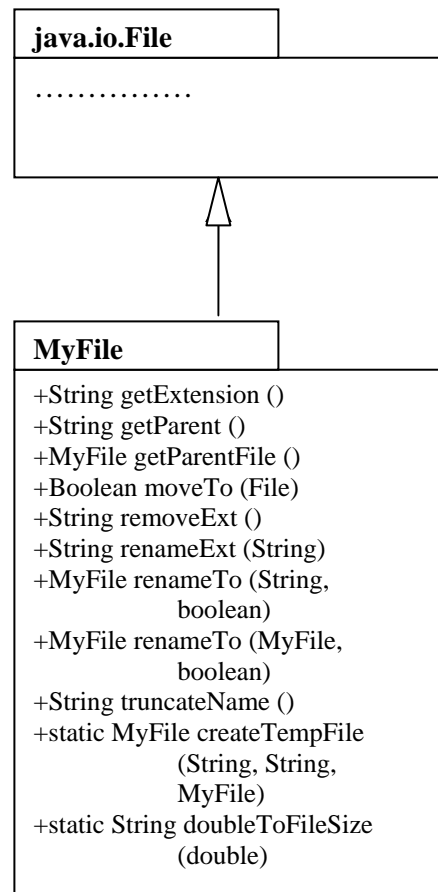 java.io.File
……………
MyFile
+String getExtension ()
+String getParent ()
+MyFile getParentFile ()
+Boolean moveTo (File)
+String removeExt ()
+String renameExt (String)
+MyFile renameTo (String,
boolean)
+MyFile renameTo (MyFile,
boolean)
+String truncateName ()
+static MyFile createTempFile
(String, String,
MyFile)
+static String doubleToFileSize
(double)